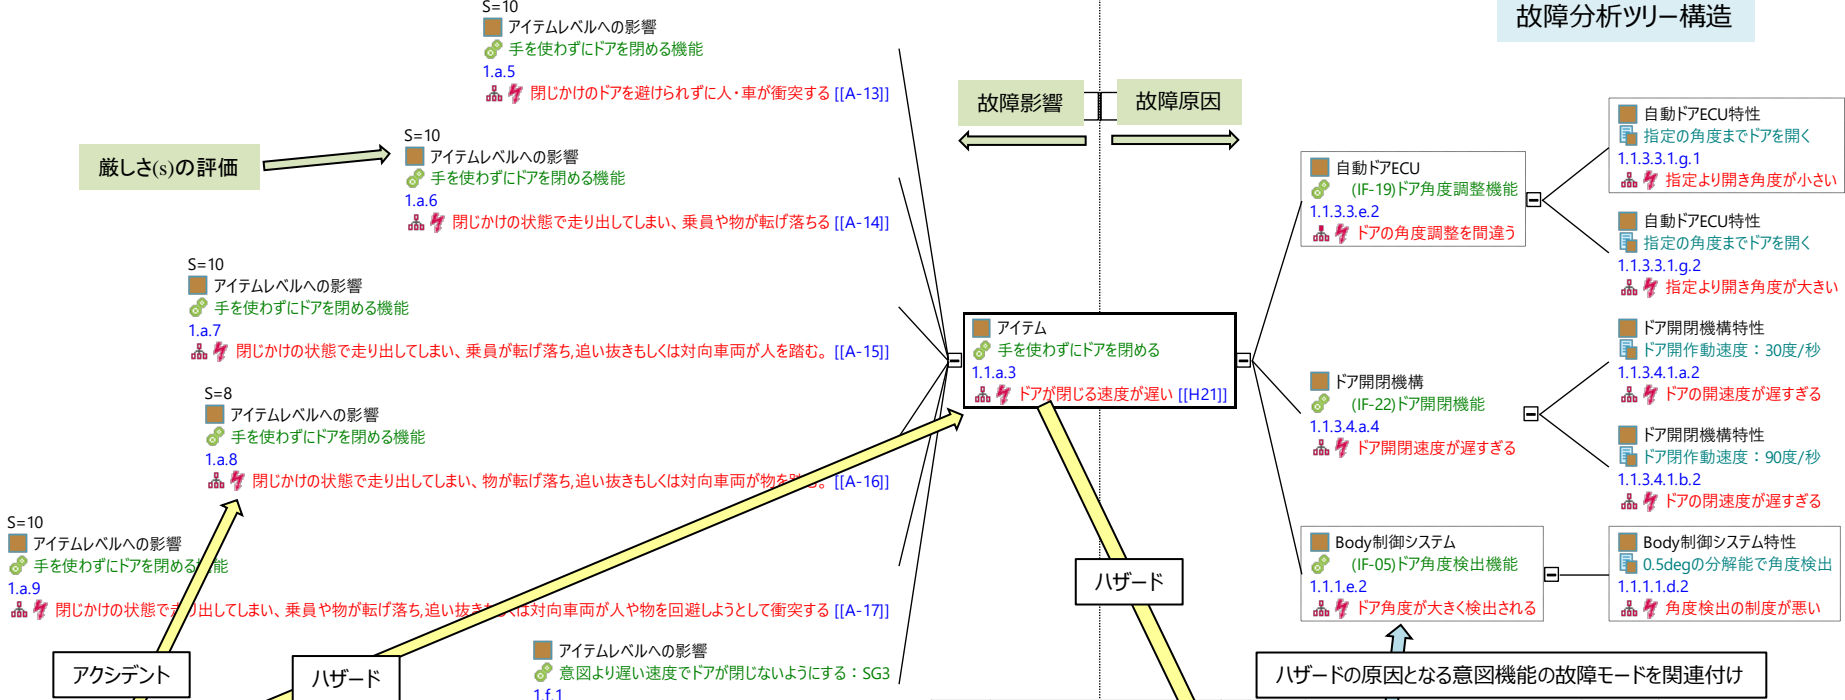 故障分析ツリー構造
S=10
アイテムレベルへの影響
手を使わずにドアを閉める機能
1.a.5
閉じかけのドアを避けられずに人・車が衝突する [[A-13]]
厳しさ(s)の評価
S=10
アイテムレベルへの影響
手を使わずにドアを閉める機能
1.a.6
閉じかけの状態で走り出してしまい、乗員や物が転げ落ちる [[A-14]]
S=10
アイテムレベルへの影響
手を使わずにドアを閉める機能
1.a.7
閉じかけの状態で走り出してしまい、乗員が転げ落ち,追い抜きもしくは対向車両が人を踏む。 [[A-15]]
S=8
アイテムレベルへの影響
手を使わずにドアを閉める機能
1.a.8
閉じかけの状態で走り出してしまい、物が転げ落ち,追い抜きもしくは対向車両が物を踏む。 [[A-16]]
S=10
アイテムレベルへの影響
手を使わずにドアを閉める機能
1.a.9
閉じかけの状態で走り出してしまい、乗員や物が転げ落ち,追い抜きもしくは対向車両が人や物を回避しようとして衝突する [[A-17]]
アクシデント
ハザード
アイテムレベルへの影響
意図より遅い速度でドアが閉じないようにする：SG3
1.f.1
故障影響
故障原因
アイテム
手を使わずにドアを閉める
1.1.a.3
ドアが閉じる速度が遅い [[H21]]
ハザード
自動ドアECU
(IF-19)ドア角度調整機能
1.1.3.3.e.2
ドアの角度調整を間違う
自動ドアECU特性
指定の角度までドアを開く
1.1.3.3.1.g.1
指定より開き角度が小さい
自動ドアECU特性
指定の角度までドアを開く
1.1.3.3.1.g.2
指定より開き角度が大きい
ドア開閉機構
(IF-22)ドア開閉機能
1.1.3.4.a.4
ドア開閉速度が遅すぎる
ドア開閉機構特性
ドア開作動速度：30度/秒
1.1.3.4.1.a.2
ドアの開速度が遅すぎる
ドア開閉機構特性
ドア閉作動速度：90度/秒
1.1.3.4.1.b.2
ドアの閉速度が遅すぎる
Body制御システム
(IF-05)ドア角度検出機能
1.1.1.e.2
ドア角度が大きく検出される
Body制御システム特性
0.5degの分解能で角度検出
1.1.1.1.d.2
角度検出の制度が悪い
ハザードの原因となる意図機能の故障モードを関連付け